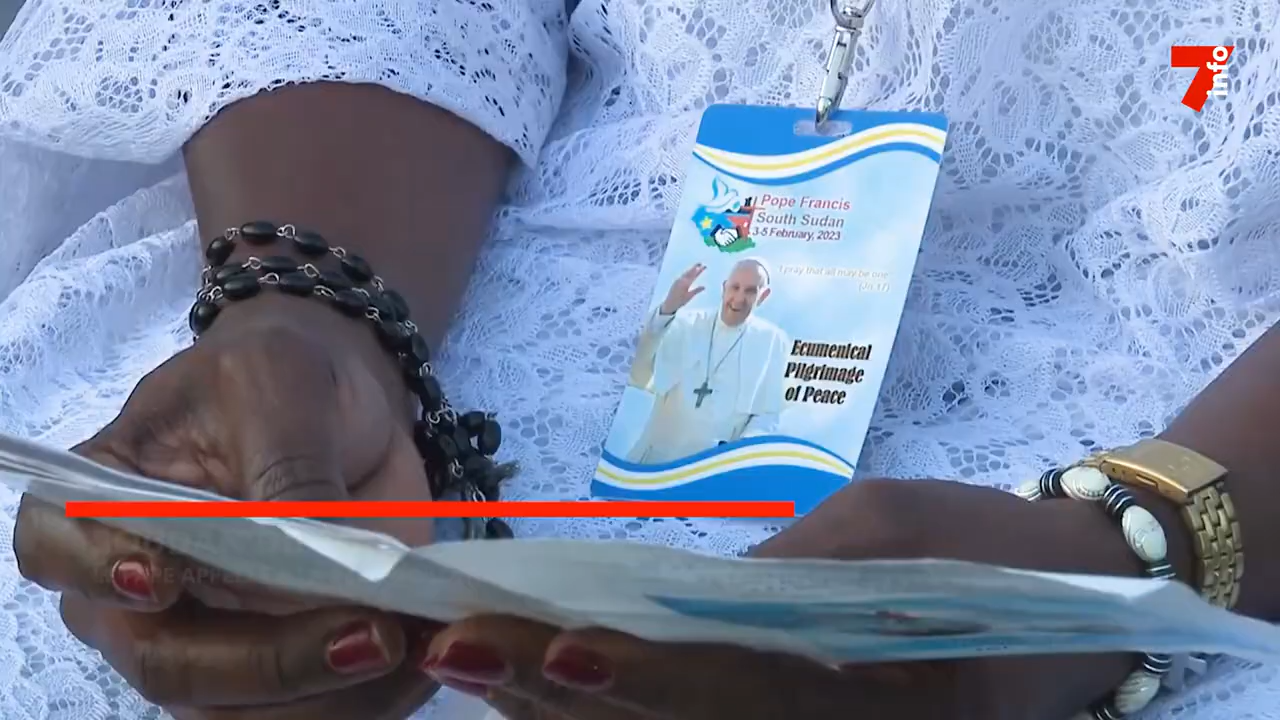 7 info
Pope Francis
South Sudan
3-5 February, 2023
"I pray that all may be one"
(Jn.17)
Ecumenical
Pilgrimage
of Peace